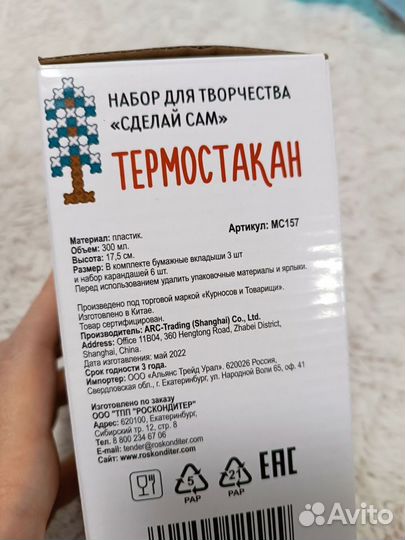 НАБОР ДЛЯ ТВОРЧЕСТВА
«СДЕЛАЙ САМ»
ТЕРМОСТАКАН
Артикул: МС157
Материал: пластик.
Объем: 300 мл.
Высота: 17,5 см.
Размер: В комплекте бумажные вкладыши 3 шт
и набор карандашей 6 шт.
Перед использованием удалить упаковочные материалы и ярлыки.
Произведено под торговой маркой «Курносов и Товарищи».
Изготовлено в Китае.
Товар сертифицирован.
Производитель: ARC-Trading (Shanghai) Co., Ltd.
Address: Office 11B04, 360 Hengtong Road, Zhabei District,
Shanghai, China.
Дата изготовления: май 2022
Срок годности 3 года.
Импортер: ООО «Альянс Трейд Урал». 620026 Россия,
Свердловская обл., г. Екатеринбург, ул. Народной Воли 65, оф. 41
Изготовлено по заказу
ООО "ТПП "РОСКОНДИТЕР"
Адрес: 620100, Екатеринбург,
Сибирский тр. 12, стр. 8
Тел. 8 800 234 67 06
E-mail: tender@roskonditer.com
Сайт: www.roskonditer.com
5
PAP
21
PAP
EAC
Avito